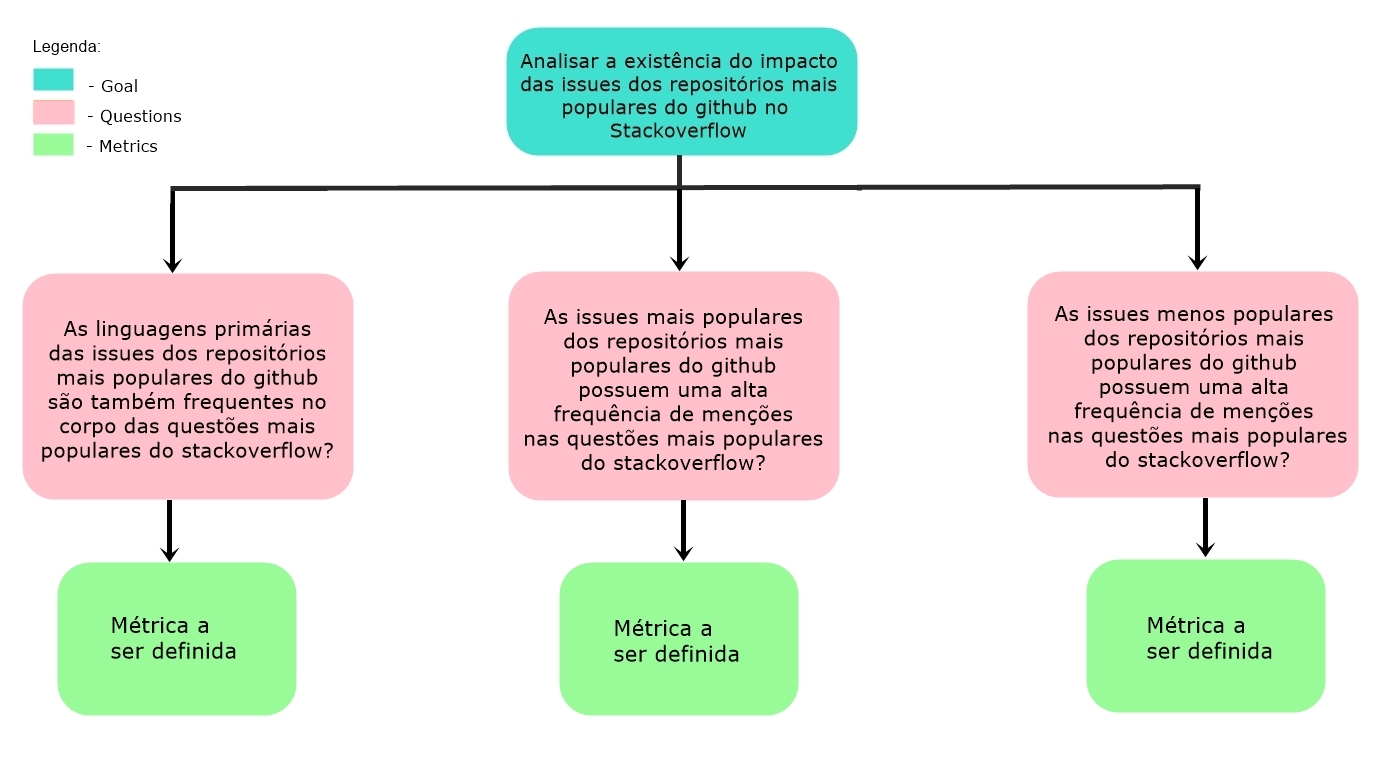 Legenda:
- Goal
- Questions
- Metrics
Analisar a existência do impacto
das issues dos repositórios mais
populares do github no
Stackoverflow
As linguagens primárias
das issues dos repositórios
mais populares do github
são também frequentes no
corpo das questões mais
populares do stackoverflow?
As issues mais populares
dos repositórios mais
populares do github
possuem uma alta
frequência de menções
nas questões mais populares
do stackoverflow?
As issues menos populares
dos repositórios mais
populares do github
possuem uma alta
frequência de menções
nas questões mais populares
do stackoverflow?
Métrica a
ser definida
Métrica a
ser definida
Métrica a
ser definida